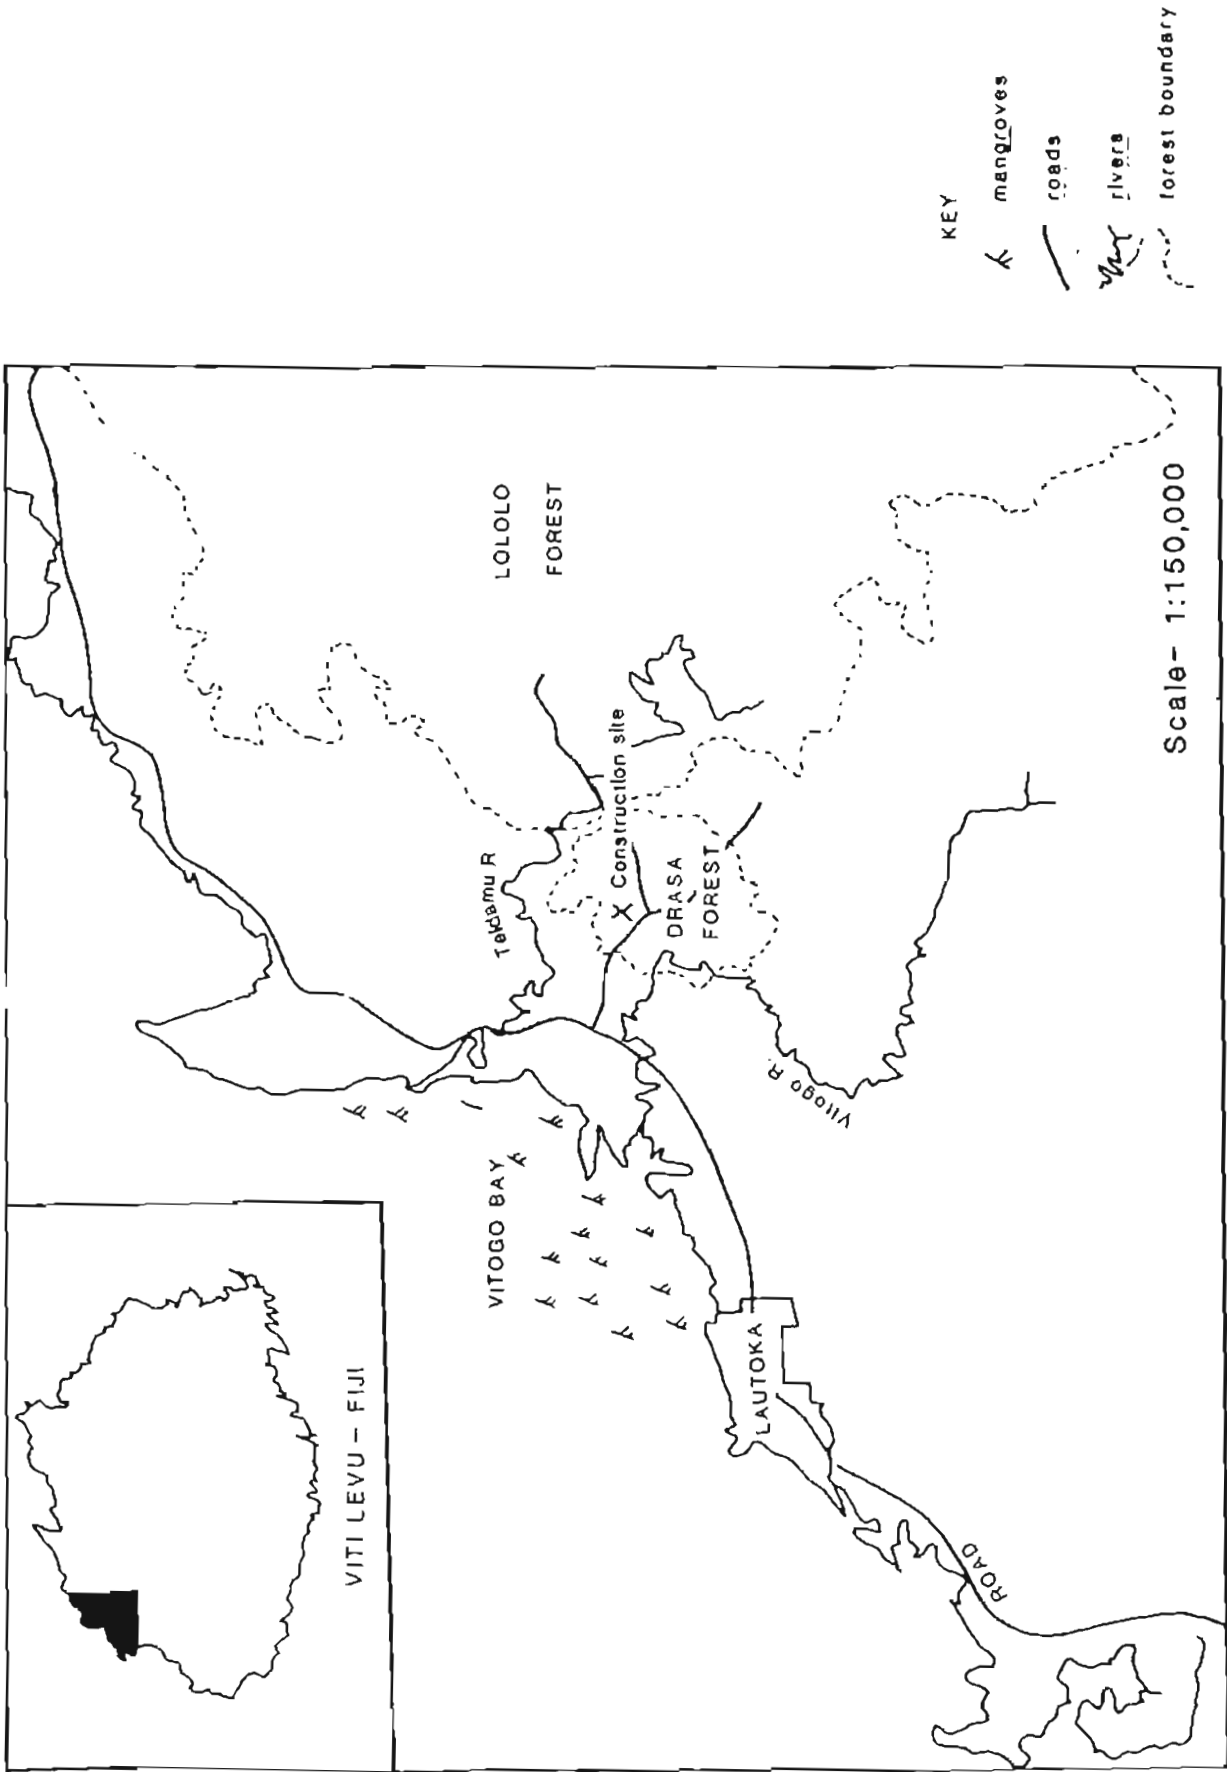 VITI LEVU - FIJI
VITOGO BAY
Teidamu R
LOLOLO
FOREST
X Construction site
DRASA
FOREST
Vitogo R.
LAUTOKA
ROAD
Scale- 1:150,000
KEY
mangroves
roads
rivers
forest boundary